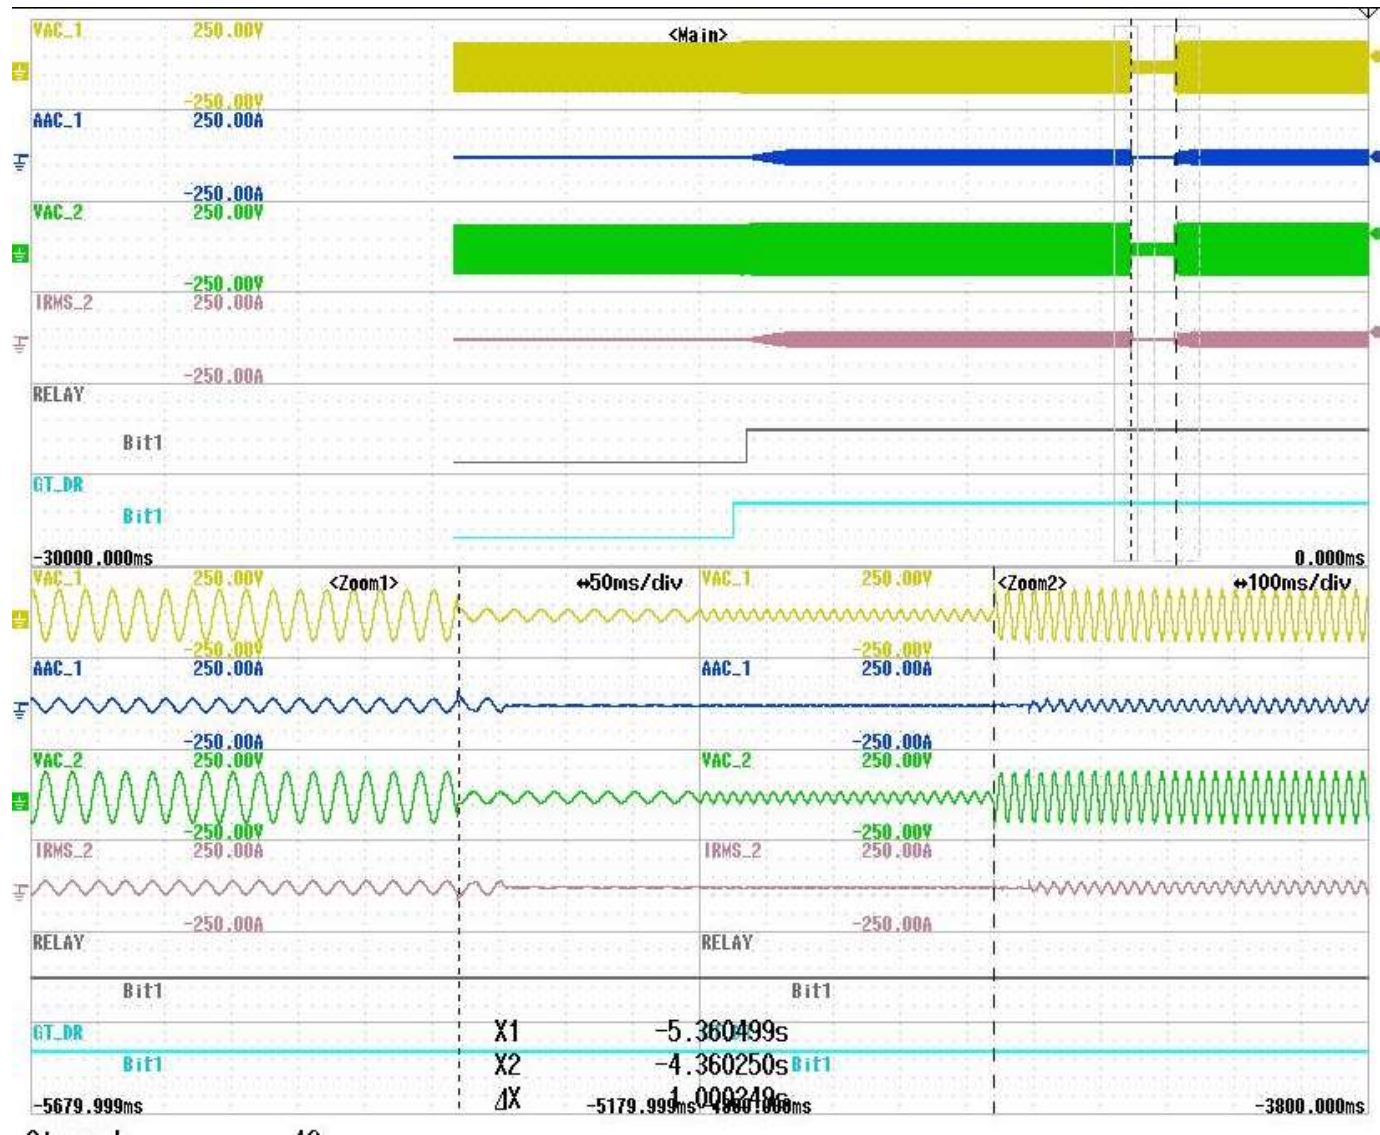 VAC_1 250.00V <Main>
-250.00V
AAC_1 250.00A
-250.00A
VAC_2 250.00V
-250.00V
IRMS_2 250.00A
-250.00A
RELAY
Bit1
GT_DR
Bit1
-30000.000ms 0.000ms
VAC_1 250.00V <Zoom1> ↔50ms/div VAC_1 250.00V <Zoom2> ↔100ms/div
-250.00V -250.00V
AAC_1 250.00A AAC_1 250.00A
-250.00A -250.00A
VAC_2 250.00V VAC_2 250.00V
-250.00V -250.00V
IRMS_2 250.00A IRMS_2 250.00A
-250.00A -250.00A
RELAY RELAY
Bit1 Bit1
GT_DR X1 -5.360499s
Bit1 X2 -4.360250s Bit1
ΔX 1.000249s
-5679.999ms -5179.999ms -4800.000ms -3800.000ms